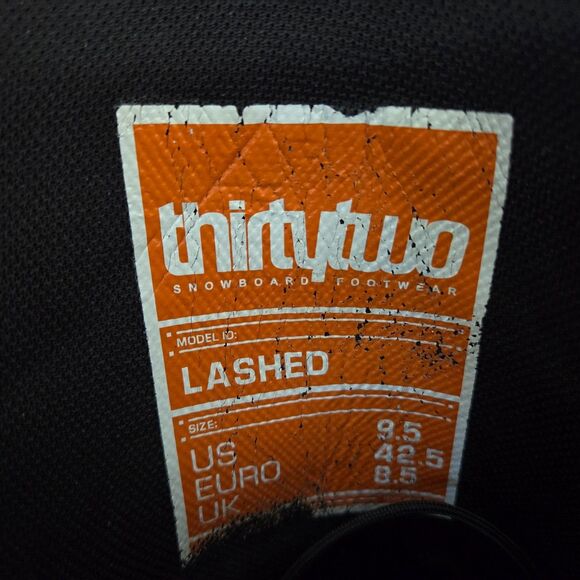 thirtytwo
SNOWBOARD FOOTWEAR
MODEL ID:
LASHED
SIZE:
US 9.5
EURO 42.5
UK 8.5